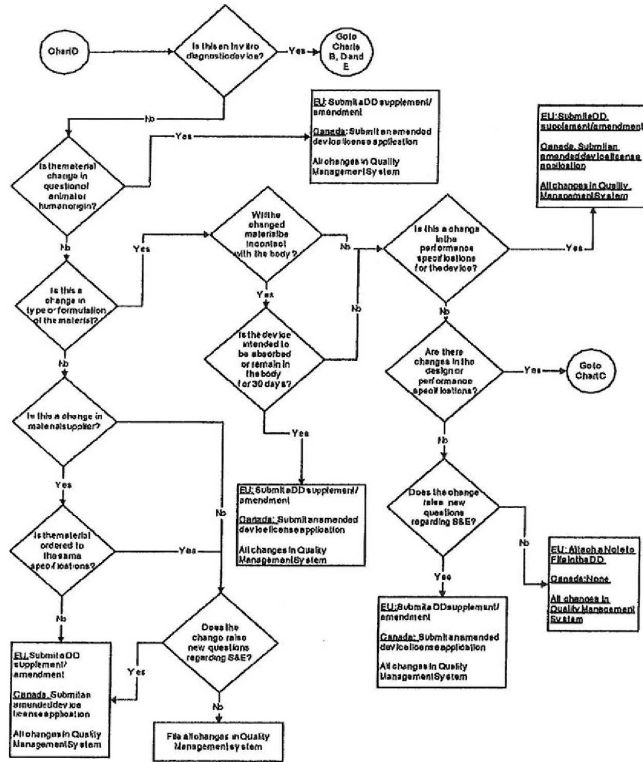 Chart D
Is this an In vitro
diagnostic device?
Yes
Go to
Charts
B, D and
E
No
EU: Submit a DD supplement/
amendment
Canada: Submit an amended
device license application
All changes in Quality
Management System
Yes
Is the material
change in
question of
animal or
human origin?
No
EU: Submit a DD
supplement/amendment
Canada: Submit an
amended device license
application
All changes in Quality
Management System
Yes
Will the
changed
material be
in contact
with the body?
No
Is this a change
in the
performance
specifications
for the device?
Yes
Yes
No
Is this a
change in
type or formulation
of the material?
No
Is the device
intended to
be absorbed
or remain in
the body
for 30 days?
No
Yes
Are there
changes in the
design or
performance
specifications?
Yes
Go to
Chart C
No
Is this a change in
material supplier?
Yes
No
EU: Submit a DD supplement/
amendment
Canada: Submit an amended
device license application
All changes in Quality
Management System
Does the change
raise new
questions
regarding S&E?
No
Yes
EU: Attach a Note to
File in the DD
Canada: None
All changes in
Quality Management
System
Is the material
ordered to
the same
specifications?
Yes
No
EU: Submit a DD supplement/
amendment
Canada: Submit an amended
device license application
All changes in Quality
Management System
Does the
change raise
new questions
regarding S&E?
Yes
No
EU: Submit a DD
supplement/
amendment
Canada: Submit an
amended device
license application
All changes in Quality
Management System
File all changes in Quality
Management System